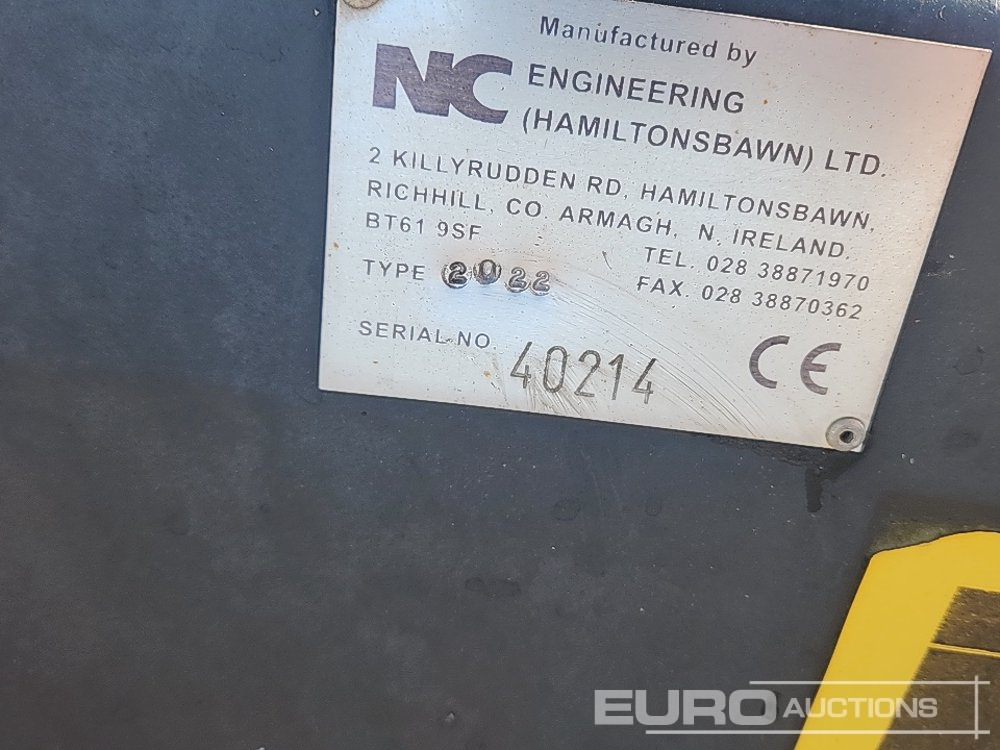 Manufactured by
NC ENGINEERING
(HAMILTONSBAWN) LTD.
2 KILLYRUDDEN RD, HAMILTONSBAWN,
RICHHILL, CO. ARMAGH, N. IRELAND,
BT61 9SF
TEL. 028 38871970
TYPE 2022
FAX. 028 38870362
SERIAL NO. 40214
CE
EURO AUCTIONS